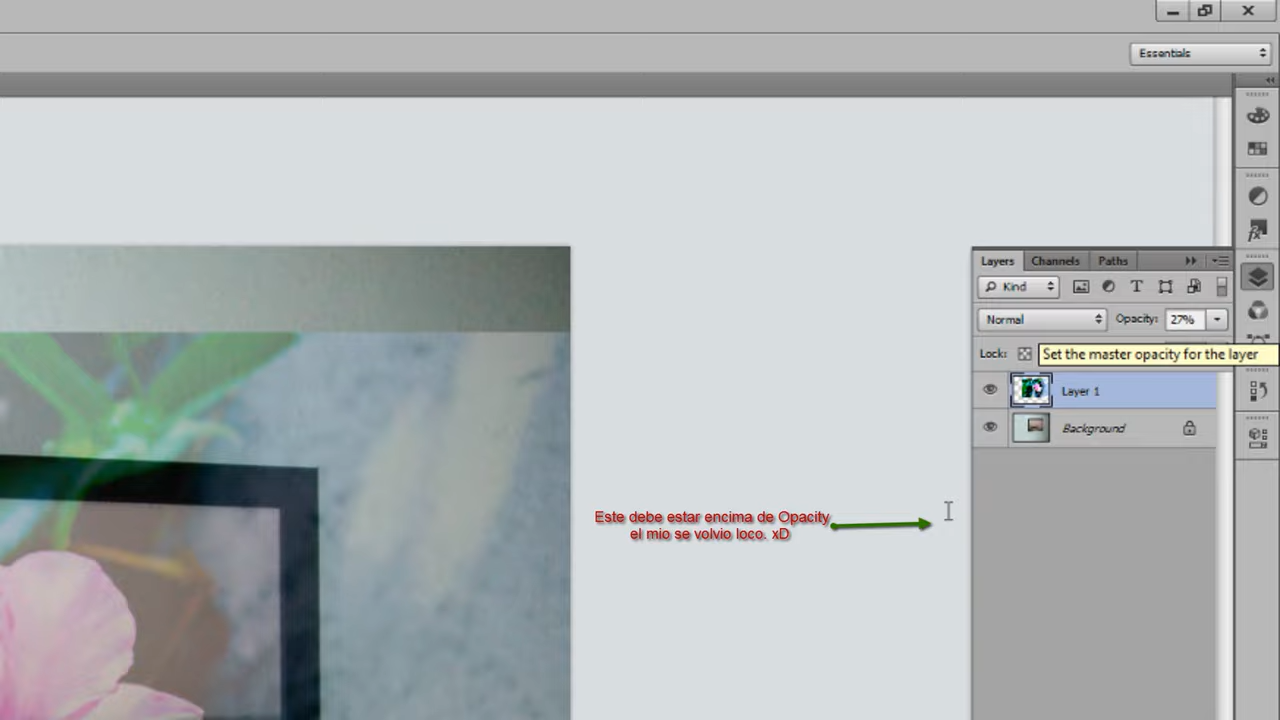 Essentials
Layers Channels Paths
Kind
Normal Opacity: 27%
Lock: Set the master opacity for the layer
Layer 1
Background
Este debe estar encima de Opacity
el mio se volvio loco. xD